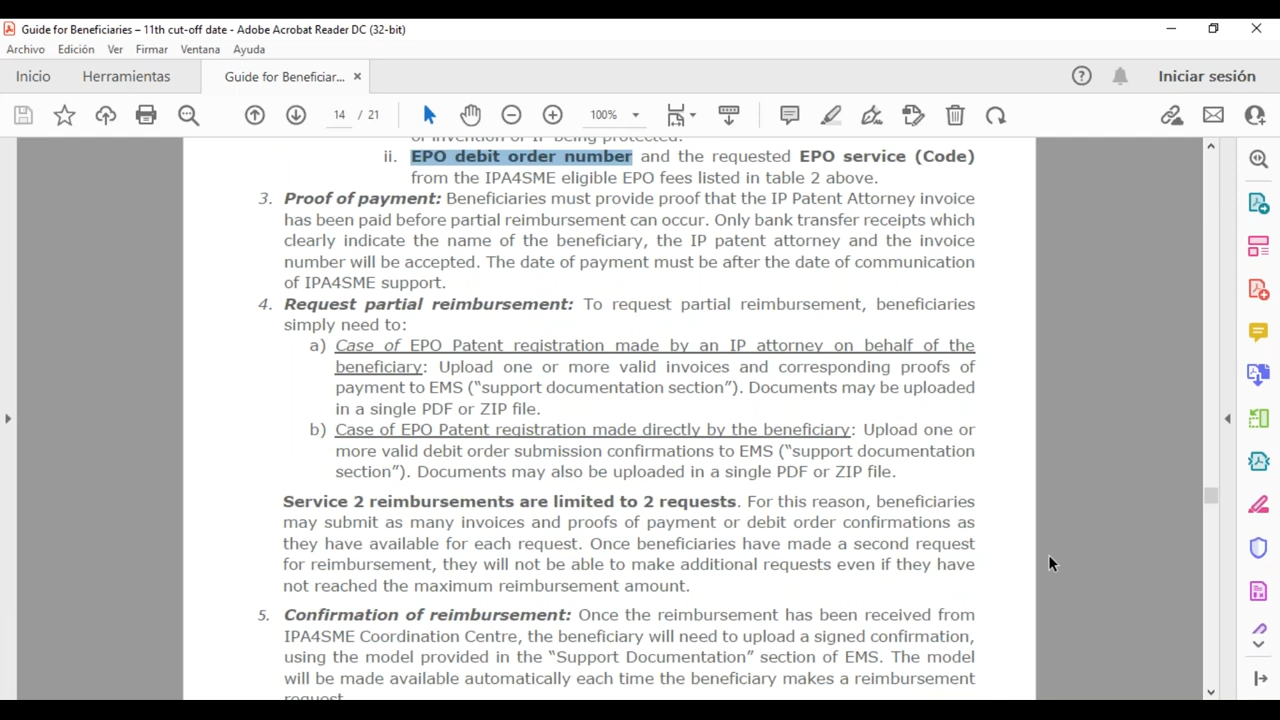 Guide for Beneficiaries – 11th cut-off date - Adobe Acrobat Reader DC (32-bit)
Archivo Edición Ver Firmar Ventana Ayuda
Inicio Herramientas Guide for Beneficiar... × Iniciar sesión
14 / 21 100%
of invention or IP being protected.
ii. EPO debit order number and the requested EPO service (Code)
from the IPA4SME eligible EPO fees listed in table 2 above.
3. Proof of payment: Beneficiaries must provide proof that the IP Patent Attorney invoice
has been paid before partial reimbursement can occur. Only bank transfer receipts which
clearly indicate the name of the beneficiary, the IP patent attorney and the invoice
number will be accepted. The date of payment must be after the date of communication
of IPA4SME support.
4. Request partial reimbursement: To request partial reimbursement, beneficiaries
simply need to:
a) Case of EPO Patent registration made by an IP attorney on behalf of the
beneficiary: Upload one or more valid invoices and corresponding proofs of
payment to EMS (“support documentation section”). Documents may be uploaded
in a single PDF or ZIP file.
b) Case of EPO Patent registration made directly by the beneficiary: Upload one or
more valid debit order submission confirmations to EMS (“support documentation
section”). Documents may also be uploaded in a single PDF or ZIP file.
Service 2 reimbursements are limited to 2 requests. For this reason, beneficiaries
may submit as many invoices and proofs of payment or debit order confirmations as
they have available for each request. Once beneficiaries have made a second request
for reimbursement, they will not be able to make additional requests even if they have
not reached the maximum reimbursement amount.
5. Confirmation of reimbursement: Once the reimbursement has been received from
IPA4SME Coordination Centre, the beneficiary will need to upload a signed confirmation,
using the model provided in the “Support Documentation” section of EMS. The model
will be made available automatically each time the beneficiary makes a reimbursement
request.